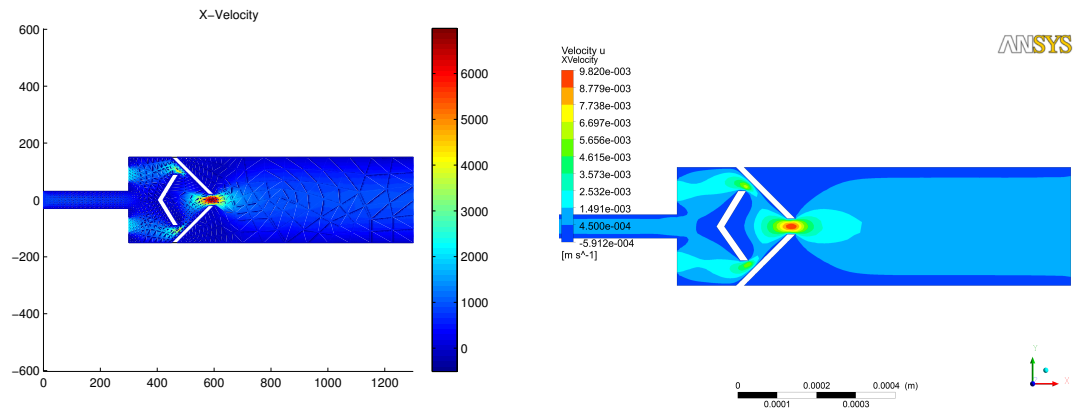 X−Velocity
600
400
200
0
−200
−400
−600
0
200
400
600
800
1000
1200
6000
5000
4000
3000
2000
1000
0
ANSYS
Velocity u
XVelocity
9.820e-003
8.779e-003
7.738e-003
6.697e-003
5.656e-003
4.615e-003
3.573e-003
2.532e-003
1.491e-003
4.500e-004
-5.912e-004
[m s^-1]
0
0.0002
0.0004
(m)
0.0001
0.0003
Y
X